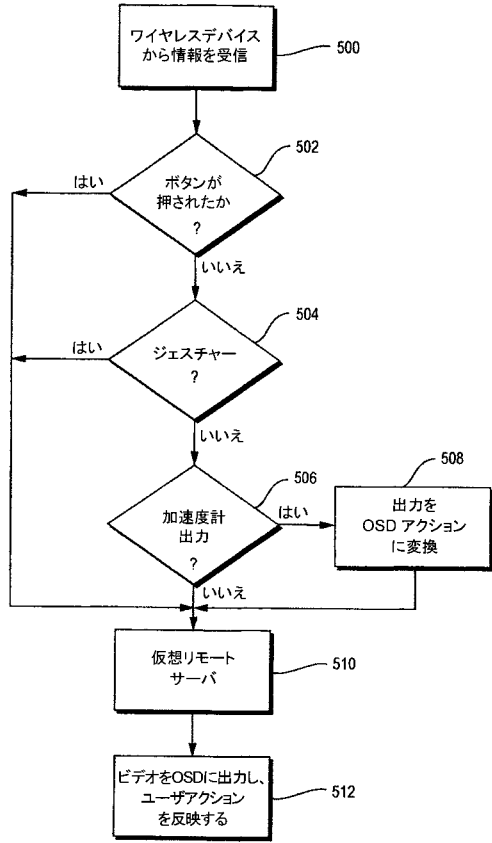 ワイヤレスデバイス
から情報を受信
500
502
はい
ボタンが
押されたか
?
いいえ
504
はい
ジェスチャー
?
いいえ
506
508
加速度計
出力
?
はい
出力を
OSD アクション
に変換
いいえ
仮想リモート
サーバ
510
ビデオをOSDに出力し、
ユーザアクション
を反映する
512